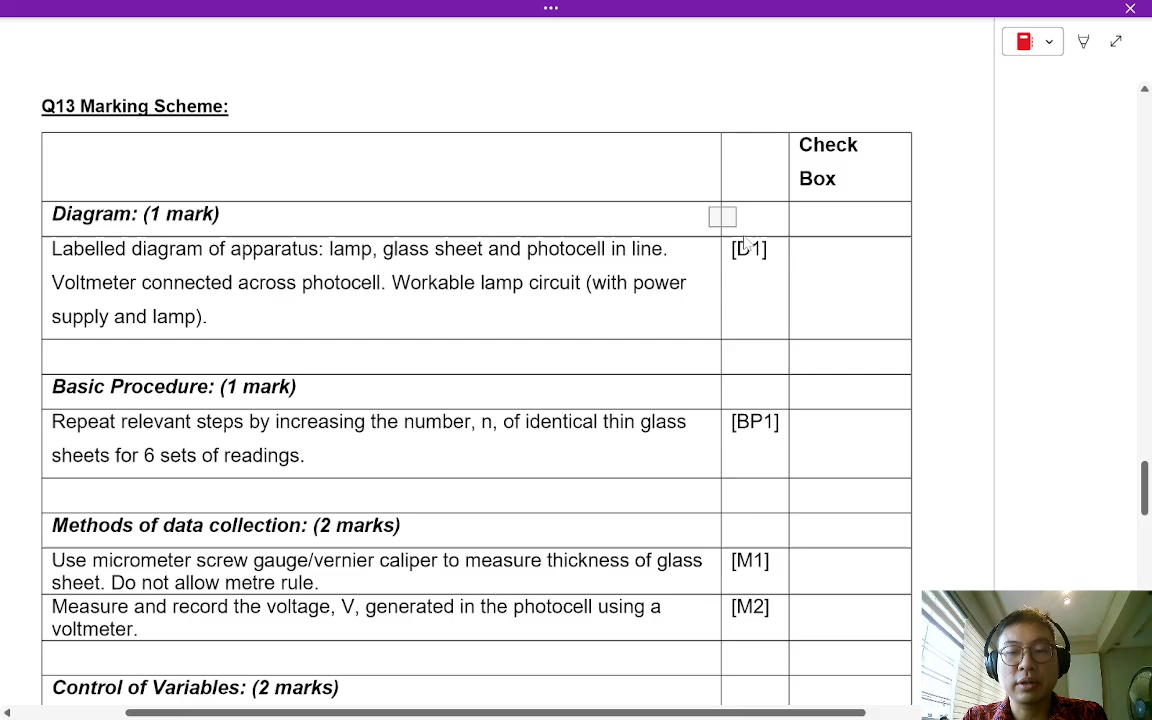 Q13 Marking Scheme:
Check
Box
Diagram: (1 mark)
Labelled diagram of apparatus: lamp, glass sheet and photocell in line.
[D1]
Voltmeter connected across photocell. Workable lamp circuit (with power
supply and lamp).
Basic Procedure: (1 mark)
Repeat relevant steps by increasing the number, n, of identical thin glass
[BP1]
sheets for 6 sets of readings.
Methods of data collection: (2 marks)
Use micrometer screw gauge/vernier caliper to measure thickness of glass
[M1]
sheet. Do not allow metre rule.
Measure and record the voltage, V, generated in the photocell using a
[M2]
voltmeter.
Control of Variables: (2 marks)